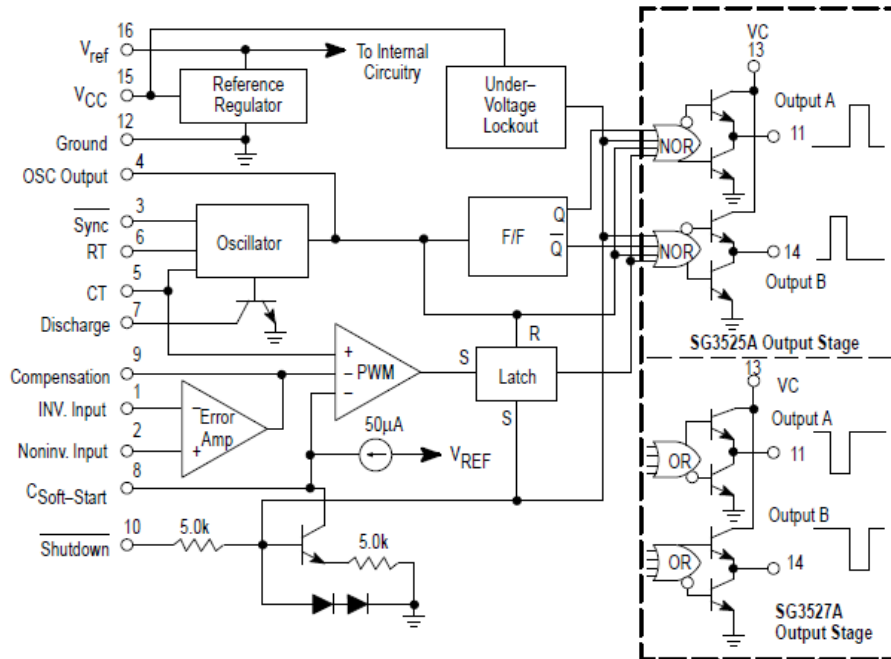 16
Vref
To Internal
Circuitry
15
VCC
Reference
Regulator
Under–
Voltage
Lockout
12
Ground
4
OSC Output
3
Sync
6
RT
5
CT
7
Discharge
Oscillator
F/F
Q
Q
9
Compensation
1
INV. Input
2
Noninv. Input
8
CSoft–Start
–
+
Error
Amp
+
–
–
PWM
S
R
Latch
S
50µA
VREF
10
Shutdown
5.0k
5.0k
VC
13
Output A
NOR
11
NOR
14
Output B
SG3525A Output Stage
13
VC
Output A
OR
11
Output B
OR
14
SG3527A
Output Stage